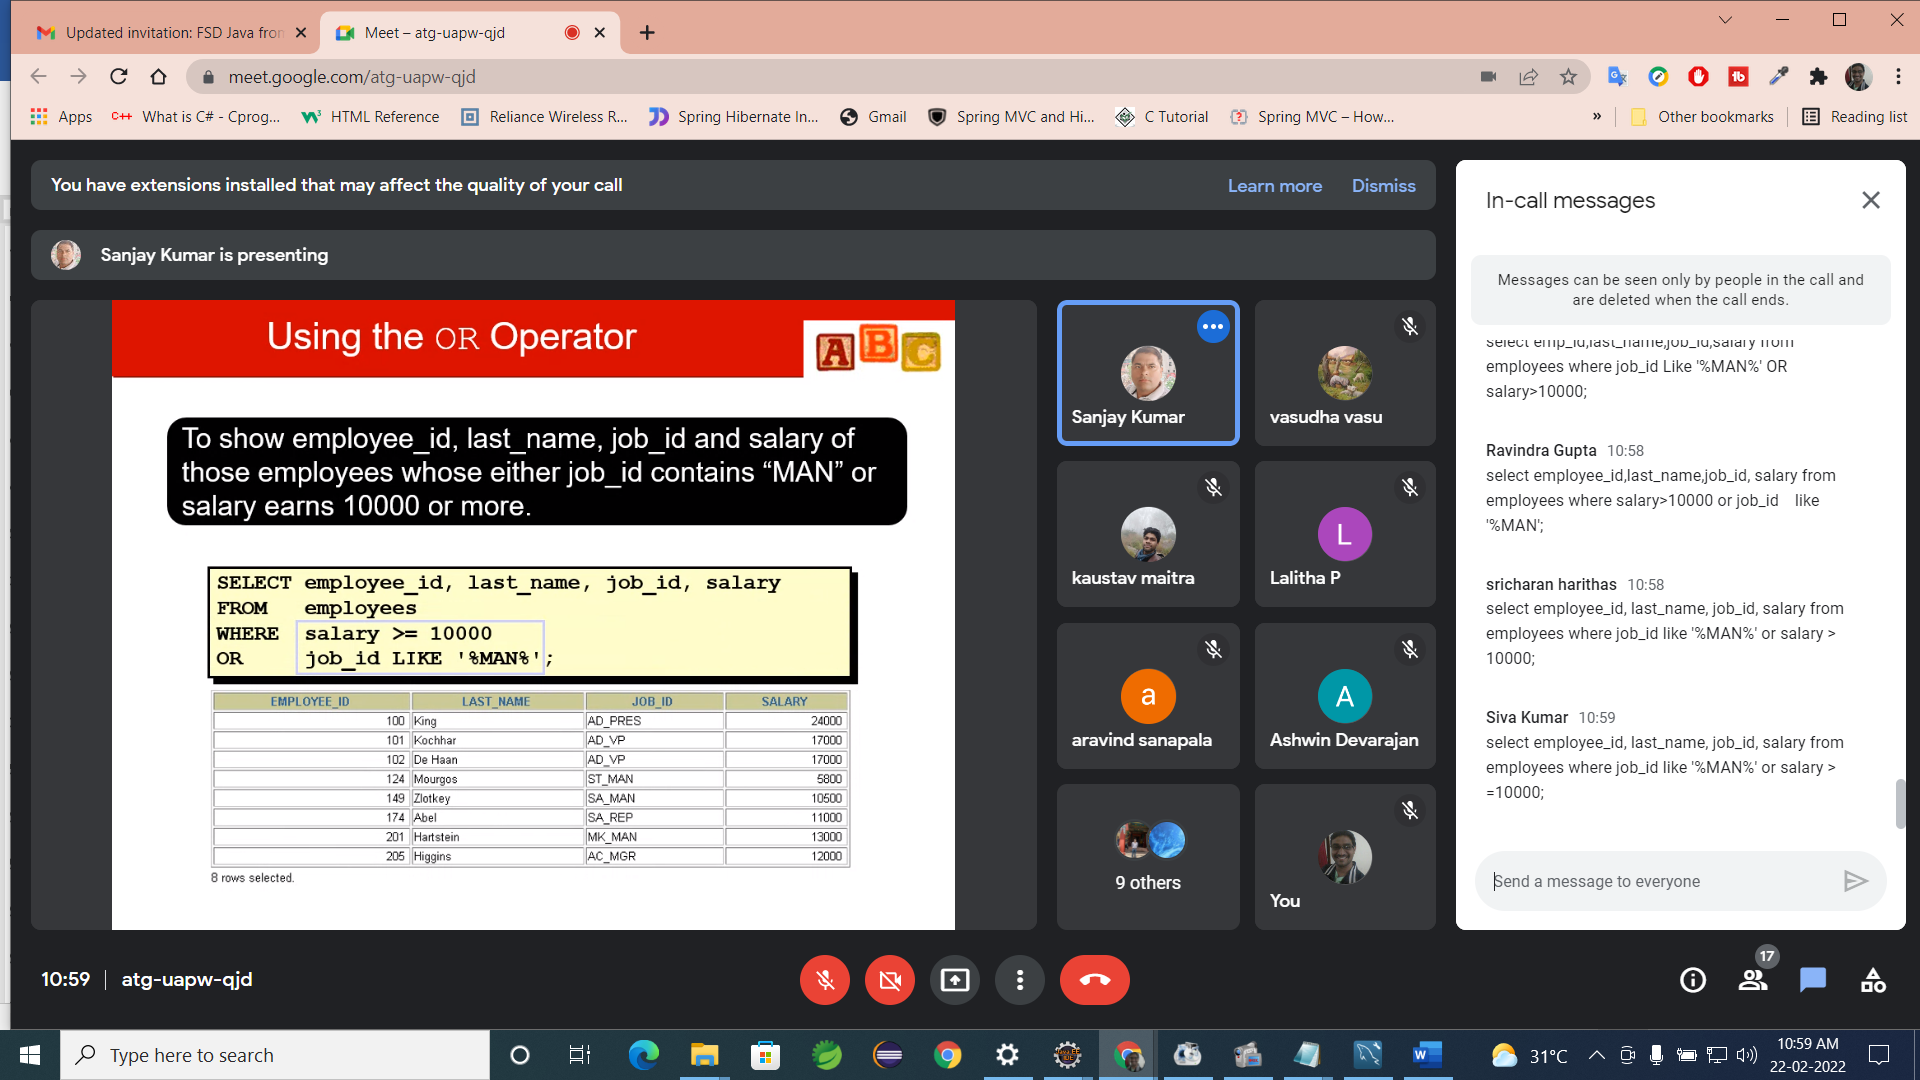 Updated invitation: FSD Java fron
Meet – atg-uapw-qjd
meet.google.com/atg-uapw-qjd
Apps
C++ What is C# - Cprog...
HTML Reference
Reliance Wireless R...
Spring Hibernate In...
Gmail
Spring MVC and Hi...
C Tutorial
Spring MVC – How...
»
Other bookmarks
Reading list
You have extensions installed that may affect the quality of your call
Learn more
Dismiss
Sanjay Kumar is presenting
Using the OR Operator
A B C
To show employee_id, last_name, job_id and salary of
those employees whose either job_id contains “MAN” or
salary earns 10000 or more.
SELECT employee_id, last_name, job_id, salary
FROM employees
WHERE salary >= 10000
OR job_id LIKE '%MAN%';
EMPLOYEE_ID LAST_NAME JOB_ID SALARY
100 King AD_PRES 24000
101 Kochhar AD_VP 17000
102 De Haan AD_VP 17000
124 Mourgos ST_MAN 5800
149 Zlotkey SA_MAN 10500
174 Abel SA_REP 11000
201 Hartstein MK_MAN 13000
205 Higgins AC_MGR 12000
8 rows selected.
Sanjay Kumar
vasudha vasu
kaustav maitra
L
Lalitha P
a
aravind sanapala
A
Ashwin Devarajan
9 others
You
In-call messages
Messages can be seen only by people in the call and
are deleted when the call ends.
select emp_id,last_name,job_id,salary from
employees where job_id Like '%MAN%' OR
salary>10000;
Ravindra Gupta 10:58
select employee_id,last_name,job_id, salary from
employees where salary>10000 or job_id like
'%MAN';
sricharan harithas 10:58
select employee_id, last_name, job_id, salary from
employees where job_id like '%MAN%' or salary >
10000;
Siva Kumar 10:59
select employee_id, last_name, job_id, salary from
employees where job_id like '%MAN%' or salary >
=10000;
Send a message to everyone
10:59 | atg-uapw-qjd
17
Type here to search
31°C
10:59 AM
22-02-2022